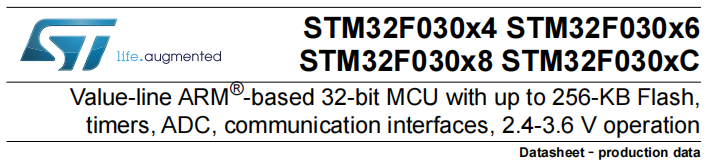 STM32F030x4 STM32F030x6
STM32F030x8 STM32F030xC
ST life.augmented
Value-line ARM®-based 32-bit MCU with up to 256-KB Flash,
timers, ADC, communication interfaces, 2.4-3.6 V operation
Datasheet - production data